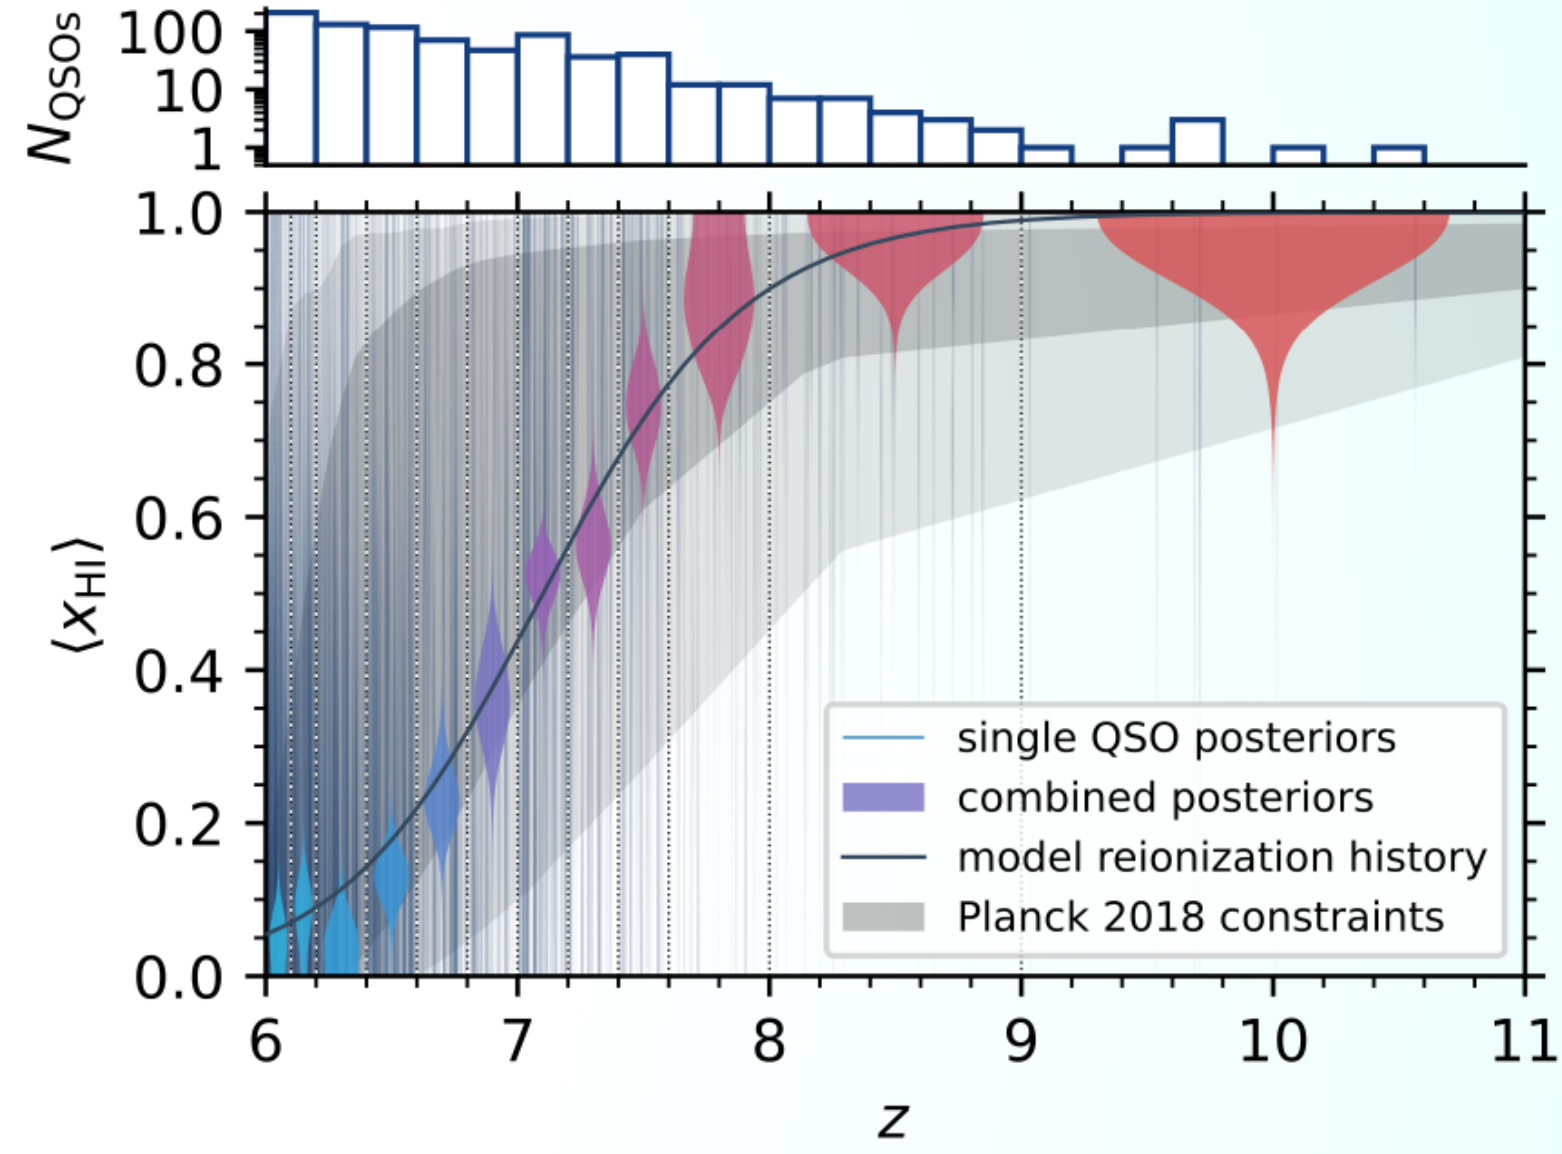 N_QSOs
100
10
1
⟨x_HI⟩
1.0
0.8
0.6
0.4
0.2
0.0
single QSO posteriors
combined posteriors
model reionization history
Planck 2018 constraints
6 7 8 9 10 11
z